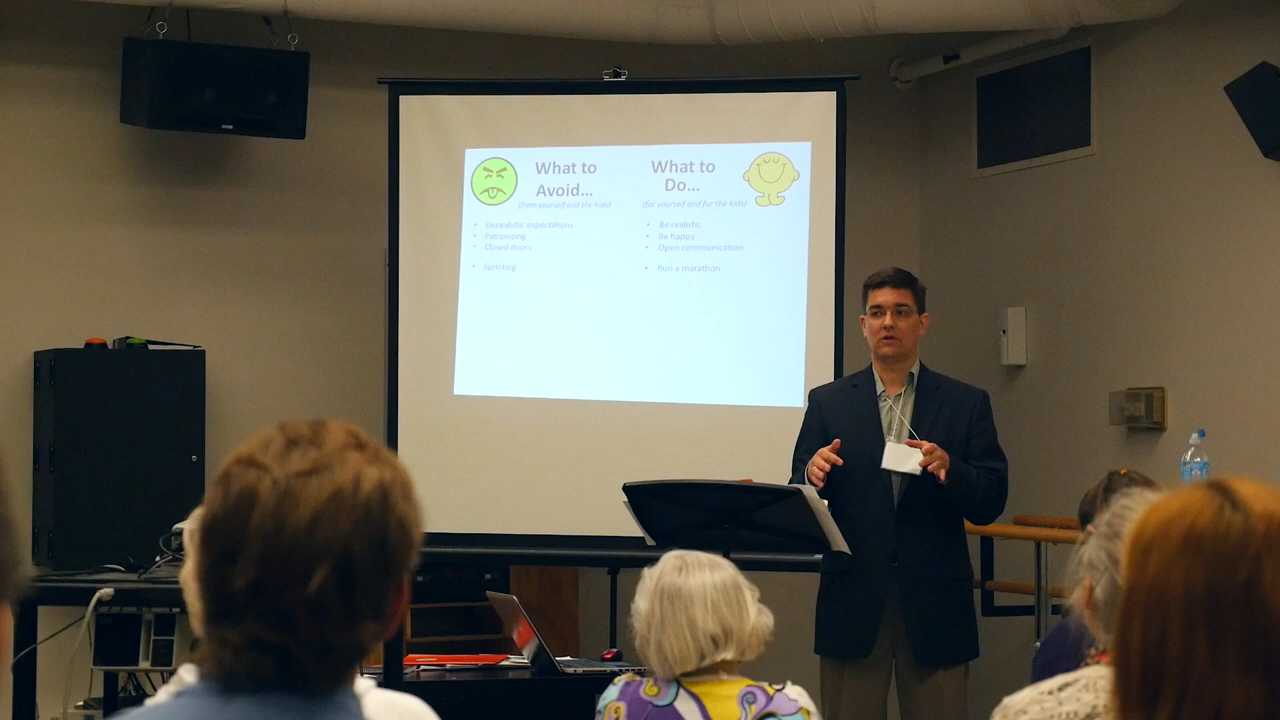 What to
Avoid...
(from yourself and the kids)
• Unrealistic expectations
• Patronizing
• Closed doors
• Sprinting
What to
Do...
(for yourself and for the kids)
• Be realistic
• Be happy
• Open communication
• Run a marathon